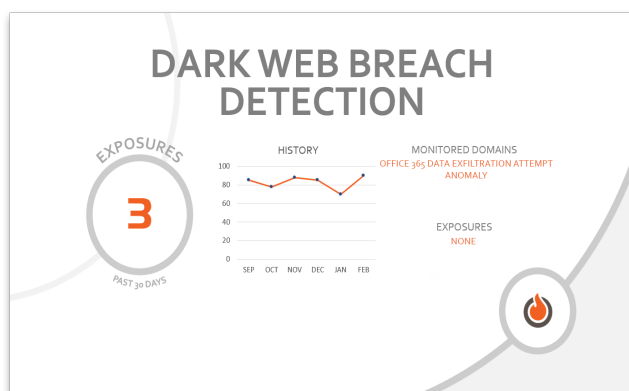 DARK WEB BREACH
DETECTION
EXPOSURES
3
PAST 30 DAYS
HISTORY
100
80
60
40
20
0
SEP OCT NOV DEC JAN FEB
MONITORED DOMAINS
OFFICE 365 DATA EXFILTRATION ATTEMPT
ANOMALY
EXPOSURES
NONE